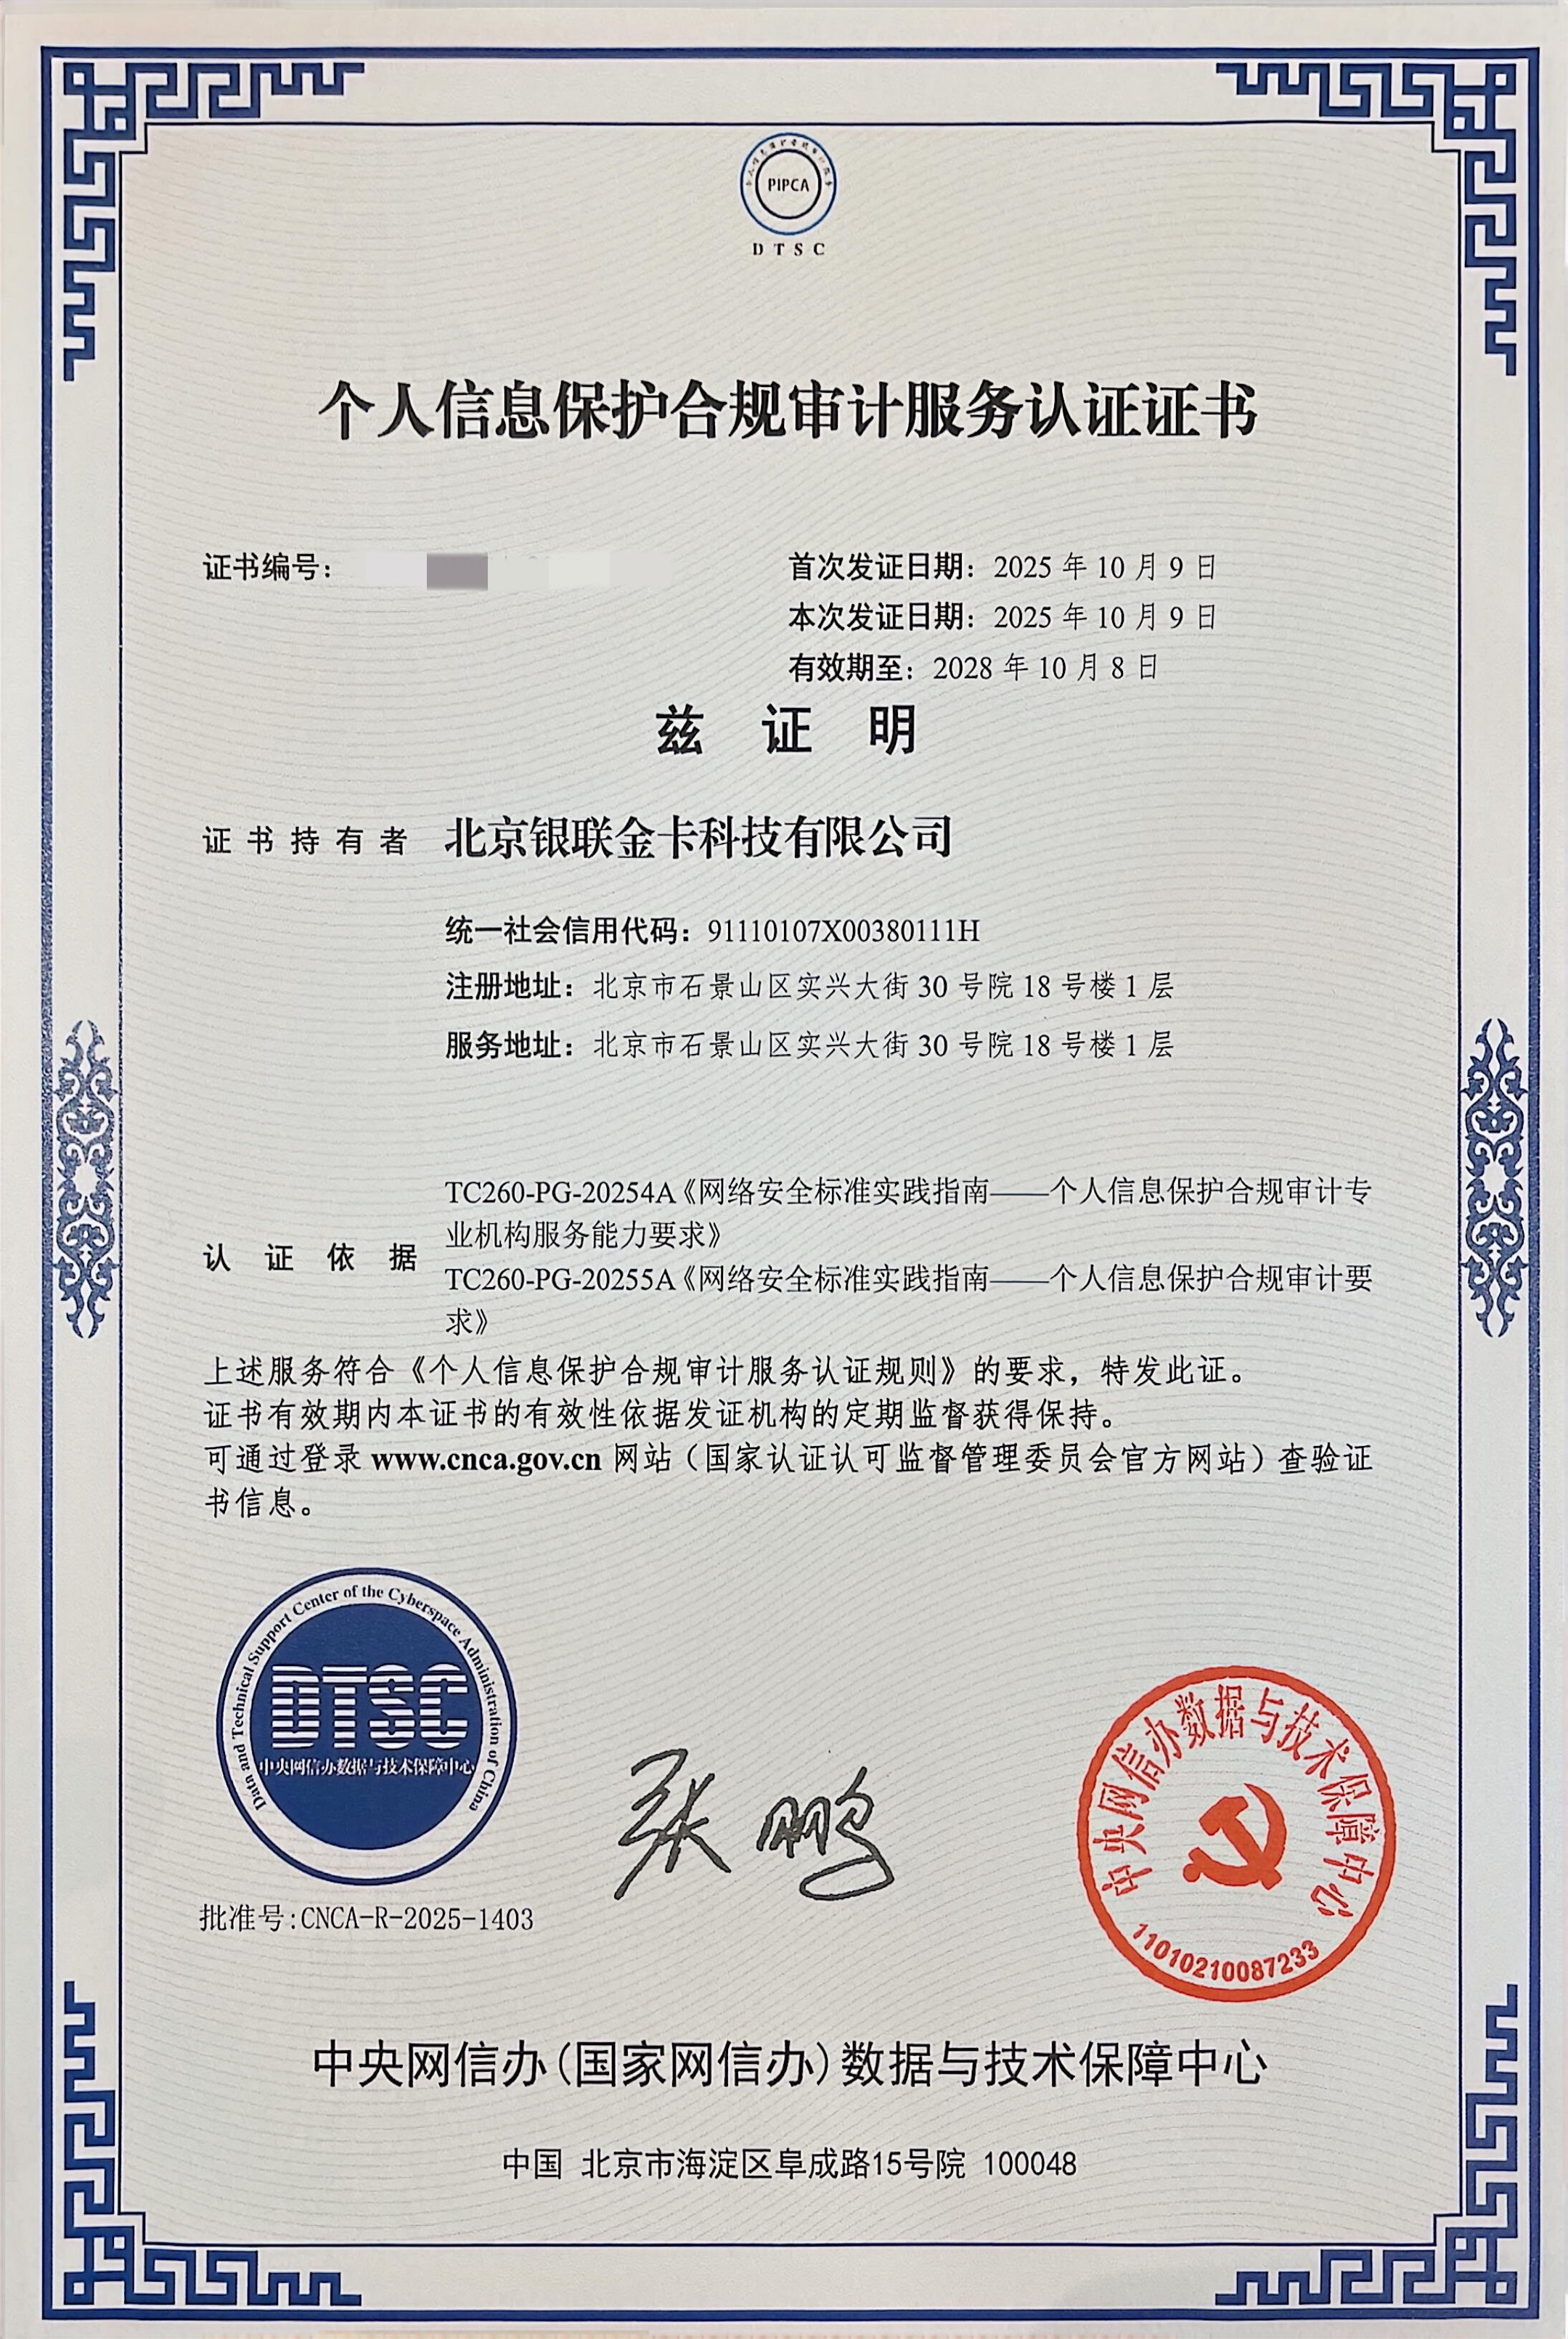 个人信息保护合规审计服务
PIPCA
DTSC
个人信息保护合规审计服务认证证书
证书编号：
首次发证日期：2025 年 10 月 9 日
本次发证日期：2025 年 10 月 9 日
有效期至：2028 年 10 月 8 日
兹 证 明
证书持有者 北京银联金卡科技有限公司
统一社会信用代码：91110107X00380111H
注册地址：北京市石景山区实兴大街 30 号院 18 号楼 1 层
服务地址：北京市石景山区实兴大街 30 号院 18 号楼 1 层
认证依据
TC260-PG-20254A《网络安全标准实践指南——个人信息保护合规审计专
业机构服务能力要求》
TC260-PG-20255A《网络安全标准实践指南——个人信息保护合规审计要
求》
上述服务符合《个人信息保护合规审计服务认证规则》的要求，特发此证。
证书有效期内本证书的有效性依据发证机构的定期监督获得保持。
可通过登录 www.cnca.gov.cn 网站（国家认证认可监督管理委员会官方网站）查验证
书信息。
Data and Technical Support Center of the Cyberspace Administration of China
DTSC
中央网信办数据与技术保障中心
批准号:CNCA-R-2025-1403
张鹏
中央网信办数据与技术保障中心
11010210087233
中央网信办(国家网信办)数据与技术保障中心
中国 北京市海淀区阜成路15号院 100048